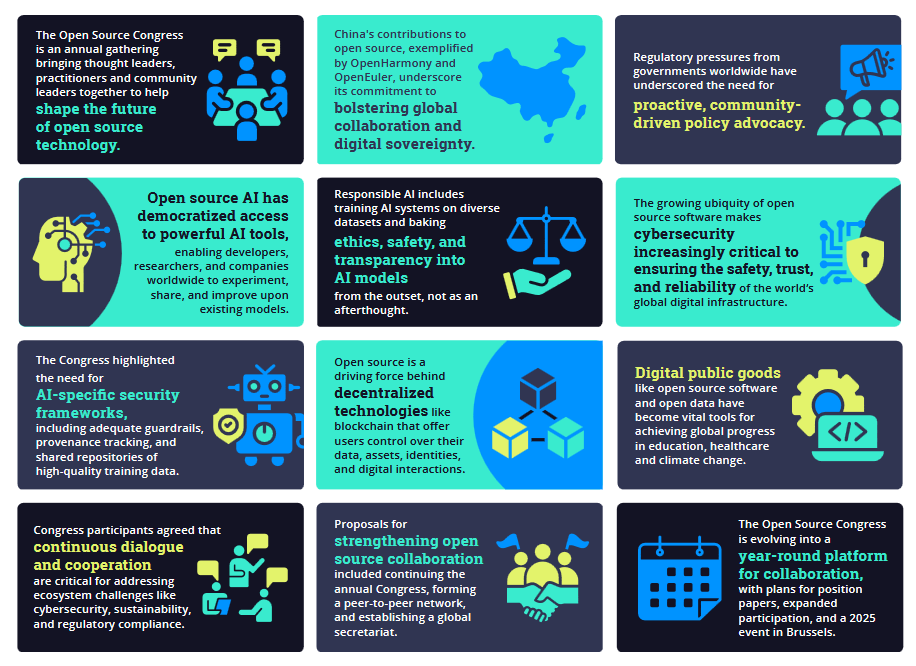 The Open Source Congress
is an annual gathering
bringing thought leaders,
practitioners and community
leaders together to help
shape the future
of open source
technology.
China's contributions to
open source, exemplified
by OpenHarmony and
OpenEuler, underscore
its commitment to
bolstering global
collaboration and
digital sovereignty.
Regulatory pressures from
governments worldwide have
underscored the need for
proactive, community-
driven policy advocacy.
Open source AI has
democratized access
to powerful AI tools,
enabling developers,
researchers, and companies
worldwide to experiment,
share, and improve upon
existing models.
Responsible AI includes
training AI systems on diverse
datasets and baking
ethics, safety, and
transparency into
AI models
from the outset, not as an
afterthought.
The growing ubiquity of open
source software makes
cybersecurity
increasingly critical to
ensuring the safety, trust,
and reliability of the world's
global digital infrastructure.
The Congress highlighted
the need for
AI-specific security
frameworks,
including adequate guardrails,
provenance tracking, and
shared repositories of
high-quality training data.
Open source is a
driving force behind
decentralized
technologies like
blockchain that offer
users control over their
data, assets, identities,
and digital interactions.
Digital public goods
like open source software
and open data have
become vital tools for
achieving global progress
in education, healthcare
and climate change.
</>
Congress participants agreed that
continuous dialogue
and cooperation
are critical for addressing
ecosystem challenges like
cybersecurity, sustainability,
and regulatory compliance.
Proposals for
strengthening open
source collaboration
included continuing the
annual Congress, forming
a peer-to-peer network,
and establishing a global
secretariat.
The Open Source Congress
is evolving into a
year-round platform
for collaboration,
with plans for position
papers, expanded
participation, and a 2025
event in Brussels.